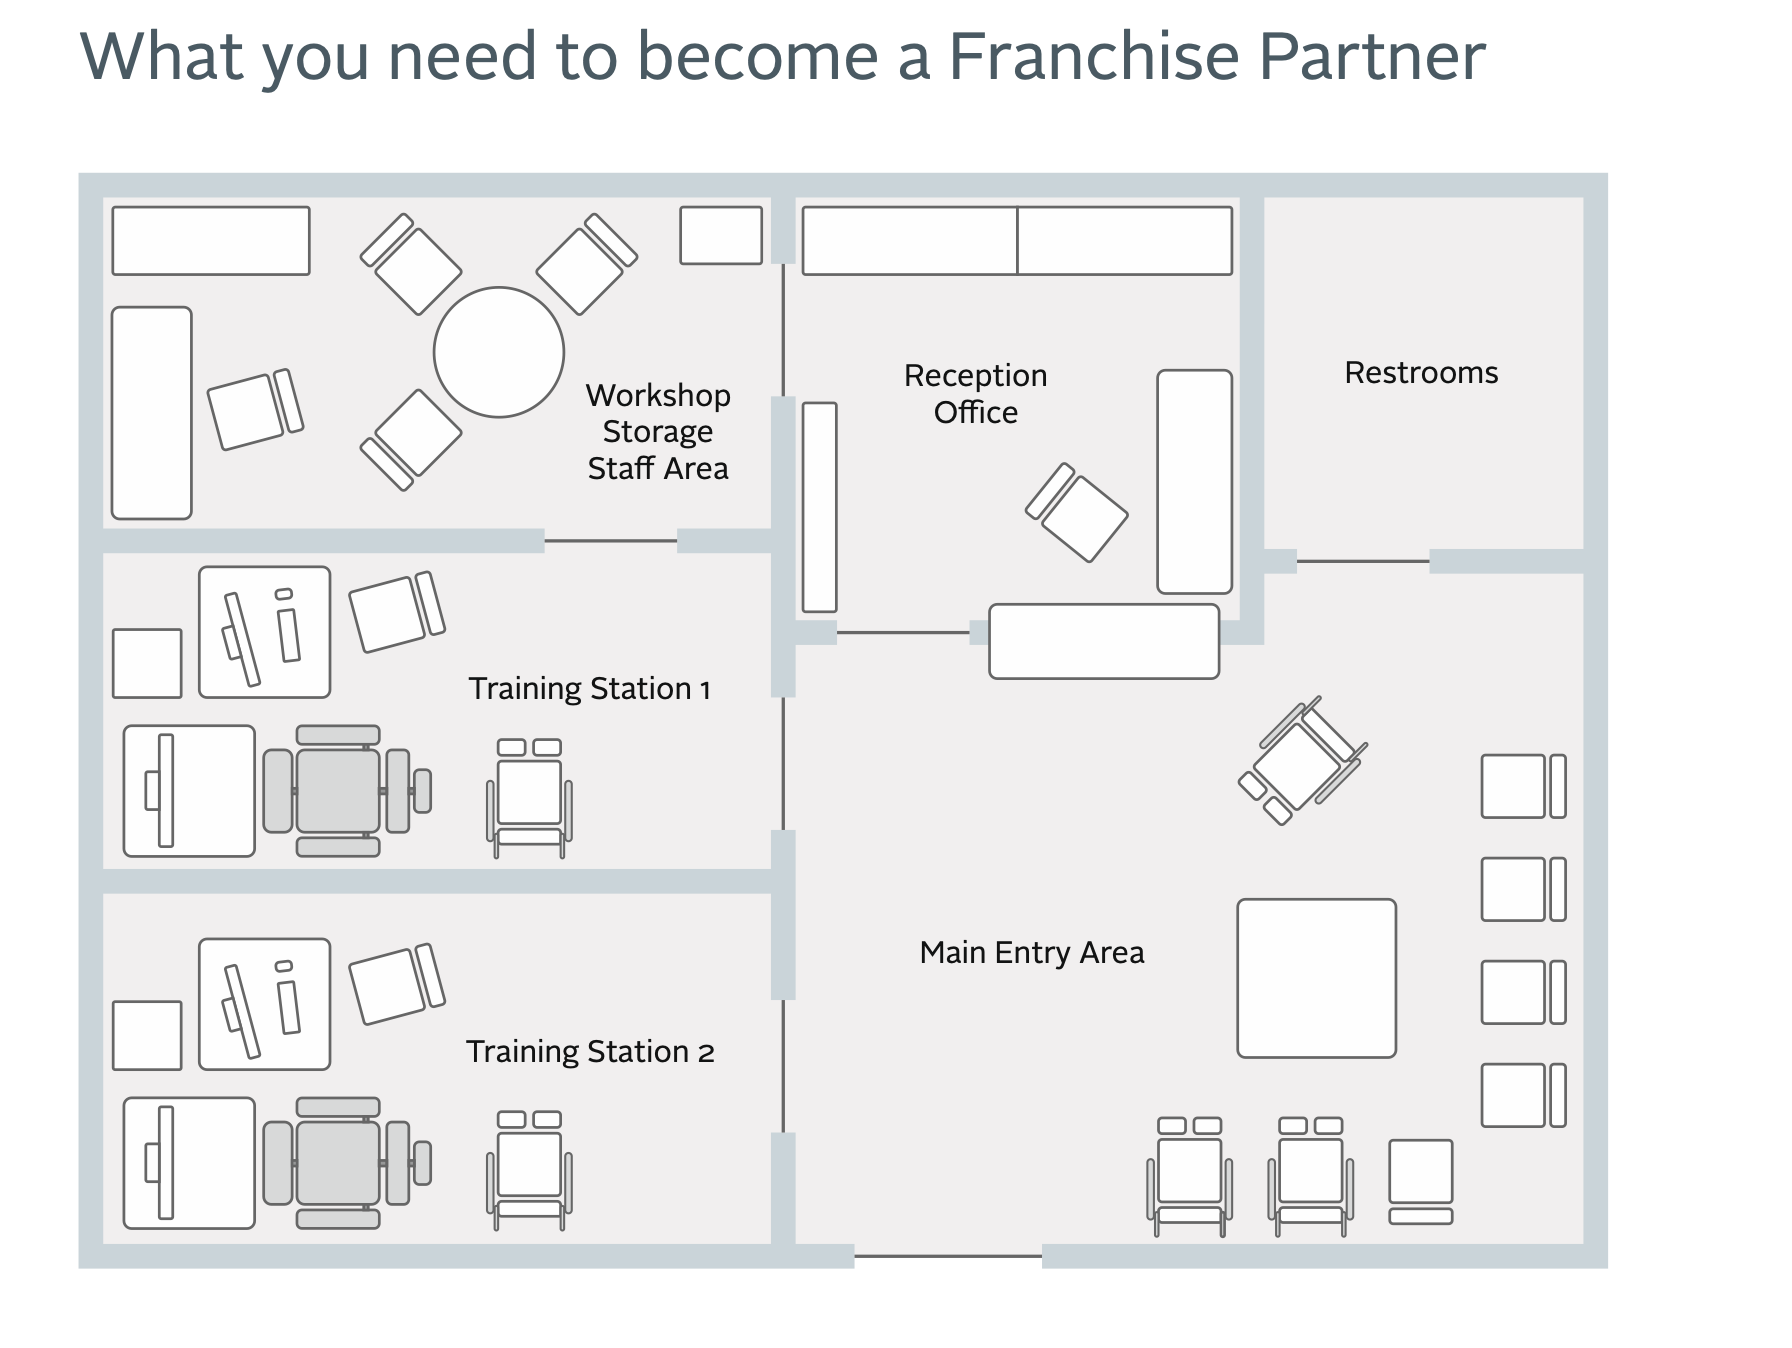 What you need to become a Franchise Partner
Workshop
Storage
Staff Area
Reception
Office
Restrooms
Training Station 1
Main Entry Area
Training Station 2